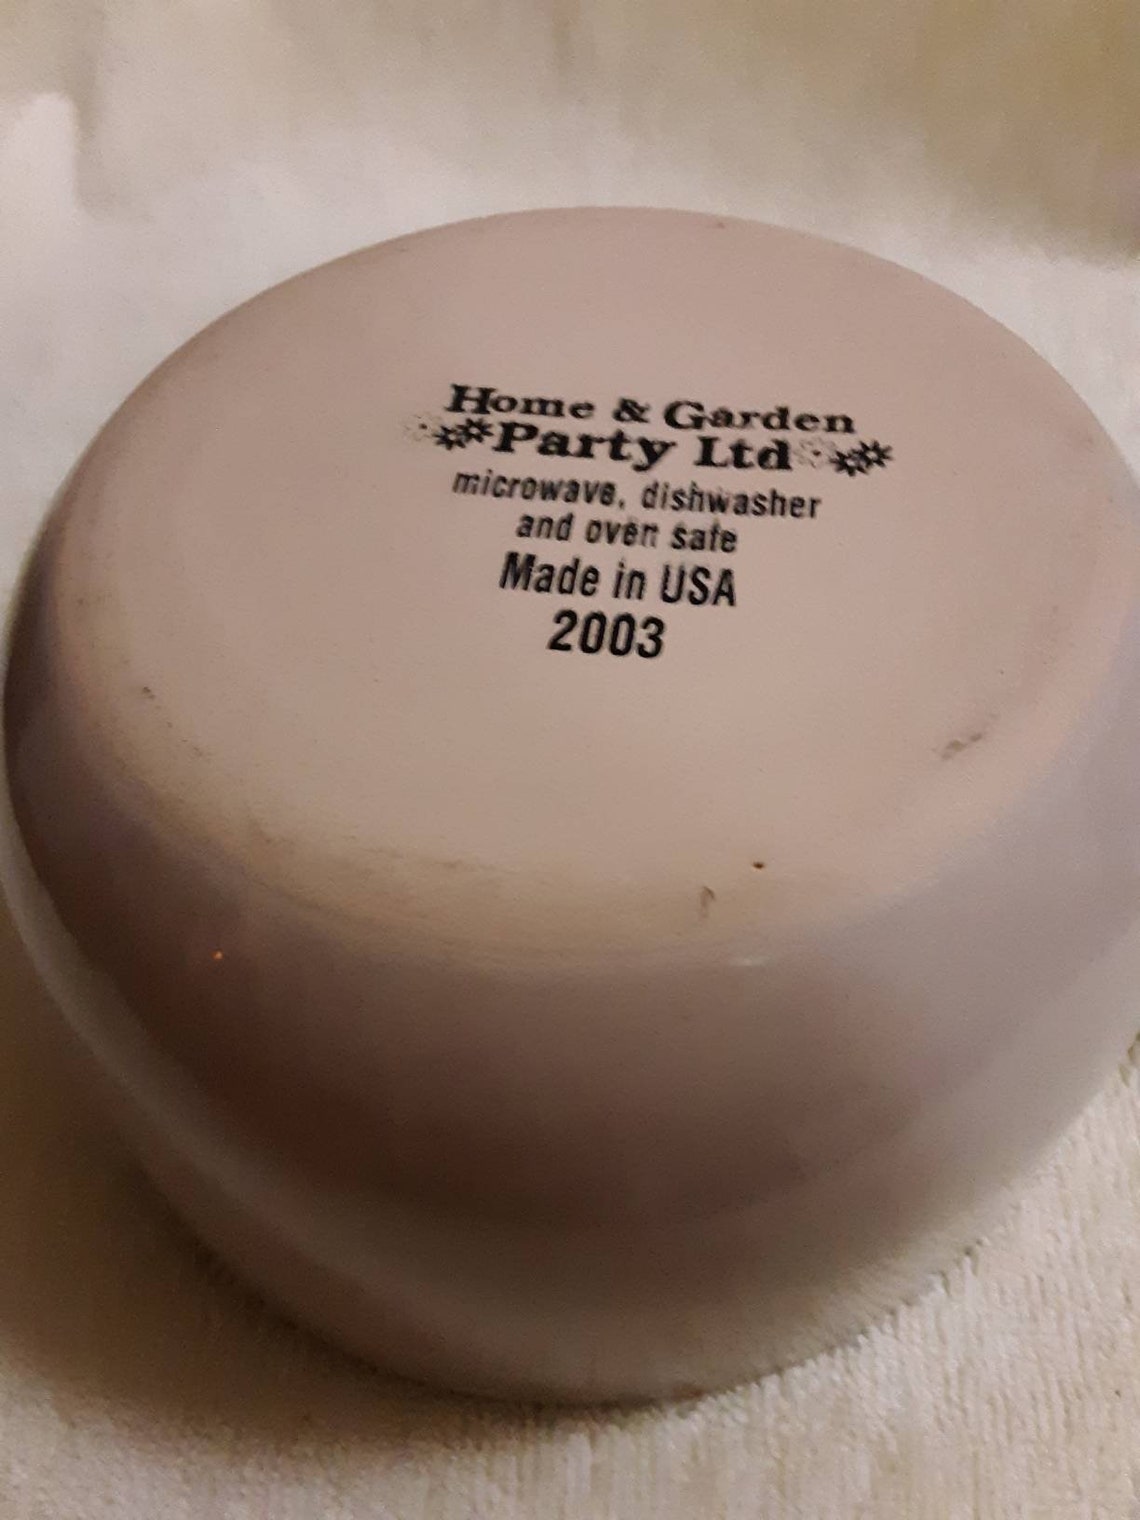 Home & Garden
Party Ltd
microwave, dishwasher
and oven safe
Made in USA
2003